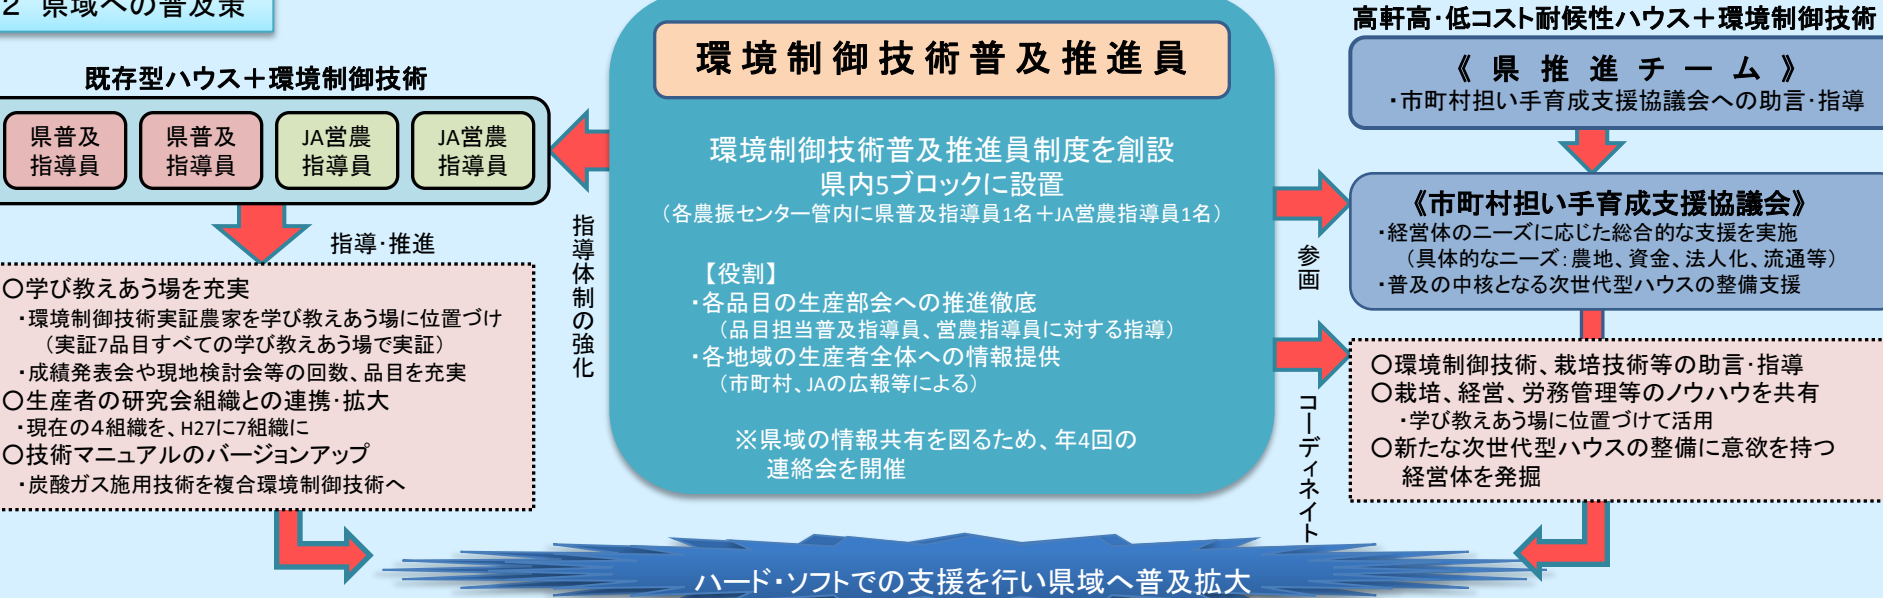 2 県域への普及策
既存型ハウス＋環境制御技術
県普及
指導員
県普及
指導員
JA営農
指導員
JA営農
指導員
指導・推進
○学び教えあう場を充実
・環境制御技術実証農家を学び教えあう場に位置づけ
（実証7品目すべての学び教えあう場で実証）
・成績発表会や現地検討会等の回数、品目を充実
○生産者の研究会組織との連携・拡大
・現在の4組織を、H27に7組織に
○技術マニュアルのバージョンアップ
・炭酸ガス施用技術を複合環境制御技術へ
指導体制の強化
環境制御技術普及推進員
環境制御技術普及推進員制度を創設
県内5ブロックに設置
（各農振センター管内に県普及指導員1名＋JA営農指導員1名）
【役割】
・各品目の生産部会への推進徹底
（品目担当普及指導員、営農指導員に対する指導）
・各地域の生産者全体への情報提供
（市町村、JAの広報等による）
※県域の情報共有を図るため、年4回の
連絡会を開催
参画
コーディネイト
高軒高・低コスト耐候性ハウス＋環境制御技術
《県推進チーム》
・市町村担い手育成支援協議会への助言・指導
《市町村担い手育成支援協議会》
・経営体のニーズに応じた総合的な支援を実施
（具体的なニーズ：農地、資金、法人化、流通等）
・普及の中核となる次世代型ハウスの整備支援
○環境制御技術、栽培技術等の助言・指導
○栽培、経営、労務管理等のノウハウを共有
・学び教えあう場に位置づけて活用
○新たな次世代型ハウスの整備に意欲を持つ
経営体を発掘
ハード・ソフトでの支援を行い県域へ普及拡大